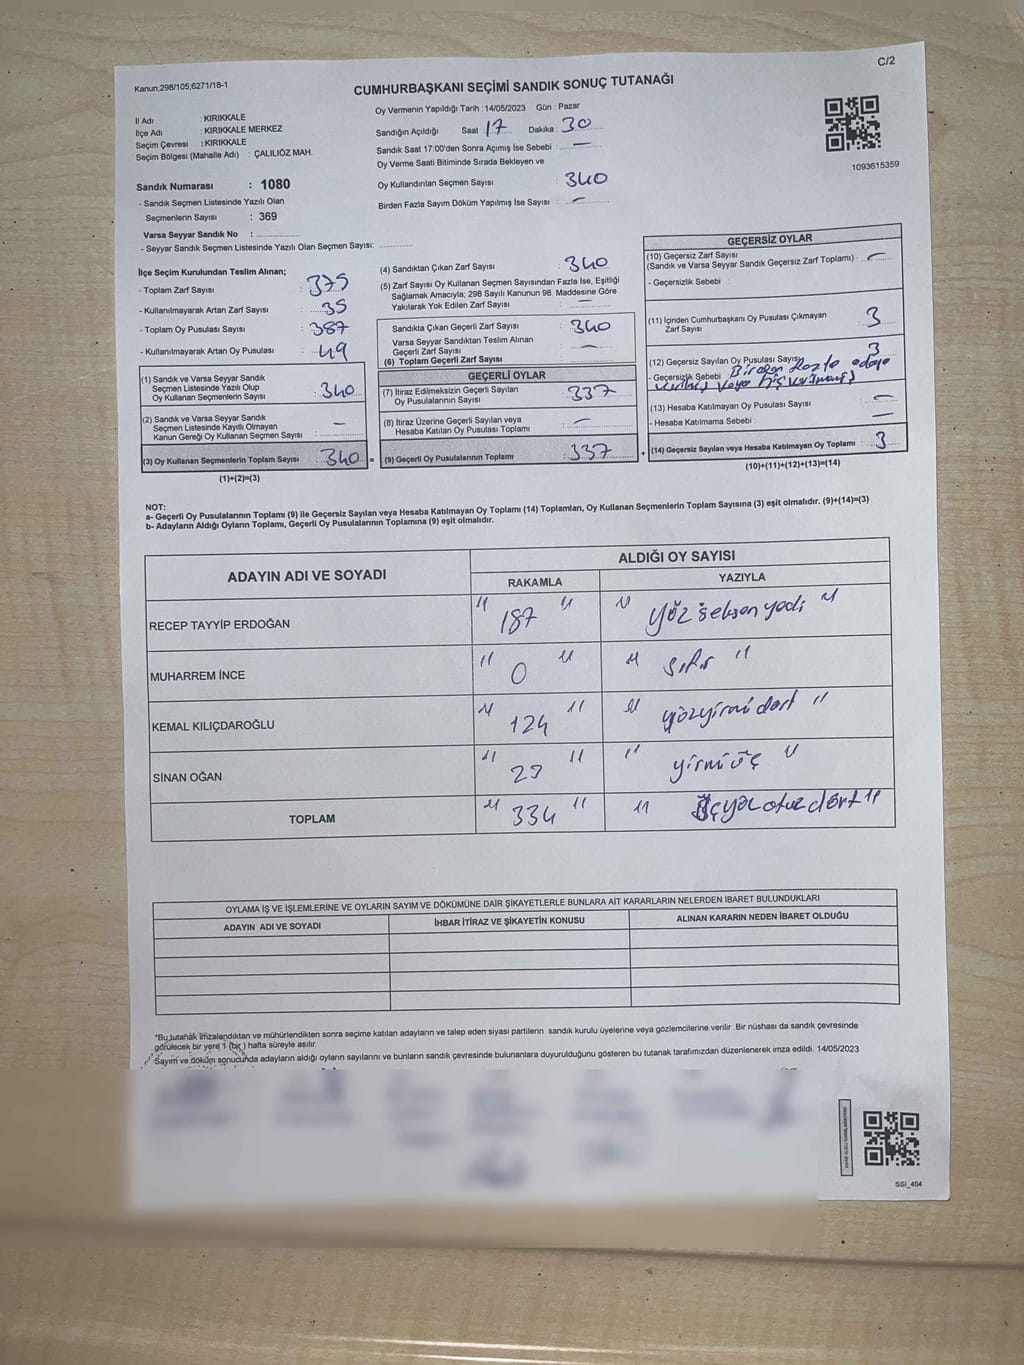 C/2
Kanun,298/105;6271/18-1
CUMHURBAŞKANI SEÇİMİ SANDIK SONUÇ TUTANAĞI
İl Adı : KIRIKKALE
İlçe Adı : KIRIKKALE MERKEZ
Seçim Çevresi : KIRIKKALE
Seçim Bölgesi (Mahalle Adı) : ÇALILIÖZ MAH.
Sandık Numarası : 1080
- Sandık Seçmen Listesinde Yazılı Olan
Seçmenlerin Sayısı : 369
Varsa Seyyar Sandık No : ....................
- Seyyar Sandık Seçmen Listesinde Yazılı Olan Seçmen Sayısı: ..............
Oy Vermenin Yapıldığı Tarih : 14/05/2023 Gün : Pazar
Sandığın Açıldığı Saat : 17 Dakika : 30
Sandık Saat 17:00'den Sonra Açımış İse Sebebi : —
Oy Verme Saati Bitiminde Sırada Bekleyen ve
Oy Kullandırılan Seçmen Sayısı : 340
Birden Fazla Sayım Döküm Yapılmış İse Sayısı : —
1093615359
İlçe Seçim Kurulundan Teslim Alınan;
- Toplam Zarf Sayısı : 375
- Kullanılmayarak Artan Zarf Sayısı : 35
- Toplam Oy Pusulası Sayısı : 387
- Kullanılmayarak Artan Oy Pusulası : 49
(1) Sandık ve Varsa Seyyar Sandık
Seçmen Listesinde Yazılı Olup
Oy Kullanan Seçmenlerin Sayısı : 340
(2) Sandık ve Varsa Seyyar Sandık
Seçmen Listesinde Kayıtlı Olmayan
Kanun Gereği Oy Kullanan Seçmen Sayısı : —
(3) Oy Kullanan Seçmenlerin Toplam Sayısı : 340 =
(1)+(2)=(3)
(4) Sandıktan Çıkan Zarf Sayısı : 340
(5) Zarf Sayısı Oy Kullanan Seçmen Sayısından Fazla İse, Eşitliği
Sağlamak Amacıyla; 298 Sayılı Kanunun 98. Maddesine Göre
Yakılarak Yok Edilen Zarf Sayısı : —
Sandıkta Çıkan Geçerli Zarf Sayısı : 340
Varsa Seyyar Sandıktan Teslim Alınan
Geçerli Zarf Sayısı : —
(6) Toplam Geçerli Zarf Sayısı
GEÇERLİ OYLAR
(7) İtiraz Edilmeksizin Geçerli Sayılan
Oy Pusulalarının Sayısı : 337
(8) İtiraz Üzerine Geçerli Sayılan veya
Hesaba Katılan Oy Pusulası Toplamı : —
(9) Geçerli Oy Pusulalarının Toplamı : 337 +
GEÇERSİZ OYLAR
(10) Geçersiz Zarf Sayısı
(Sandık ve Varsa Seyyar Sandık Geçersiz Zarf Toplamı) : —
- Geçersizlik Sebebi :
(11) İçinden Cumhurbaşkanı Oy Pusulası Çıkmayan
Zarf Sayısı : 3
(12) Geçersiz Sayılan Oy Pusulası Sayısı : 3
- Geçersizlik Sebebi Birden fazla adaya
verilmiş veya hiç verilmemiş
(13) Hesaba Katılmayan Oy Pusulası Sayısı : —
- Hesaba Katılmama Sebebi : —
(14) Geçersiz Sayılan veya Hesaba Katılmayan Oy Toplamı : 3
(10)+(11)+(12)+(13)=(14)
NOT:
a- Geçerli Oy Pusulalarının Toplamı (9) ile Geçersiz Sayılan veya Hesaba Katılmayan Oy Toplamı (14) Toplamları, Oy Kullanan Seçmenlerin Toplam Sayısına (3) eşit olmalıdır. (9)+(14)=(3)
b- Adayların Aldığı Oyların Toplamı, Geçerli Oy Pusulalarının Toplamına (9) eşit olmalıdır.
ADAYIN ADI VE SOYADI
ALDIĞI OY SAYISI
RAKAMLA YAZIYLA
RECEP TAYYİP ERDOĞAN " 187 " " yüz seksen yedi "
MUHARREM İNCE " 0 " " sıfır "
KEMAL KILIÇDAROĞLU " 124 " " yüzyirmi dört "
SİNAN OĞAN " 23 " " yirmi üç "
TOPLAM " 334 " " üçyüz otuz dört "
OYLAMA İŞ VE İŞLEMLERİNE VE OYLARIN SAYIM VE DÖKÜMÜNE DAİR ŞİKAYETLERLE BUNLARA AİT KARARLARIN NELERDEN İBARET BULUNDUKLARI
ADAYIN ADI VE SOYADI İHBAR İTİRAZ VE ŞİKAYETİN KONUSU ALINAN KARARIN NEDEN İBARET OLDUĞU
*Bu tutanak imzalandıktan ve mühürlendikten sonra seçime katılan adayların ve talep eden siyasi partilerin sandık kurulu üyelerine veya gözlemcilerine verilir .Bir nüshası da sandık çevresinde
görülecek bir yere 1 (bir ) hafta süreyle asılır.
Sayım ve döküm sonucunda adayların aldığı oyların sayılarını ve bunların sandık çevresinde bulunanlara duyurulduğunu gösteren bu tutanak tarafımızdan düzenlenerek imza edildi. 14/05/2023
SSI_404